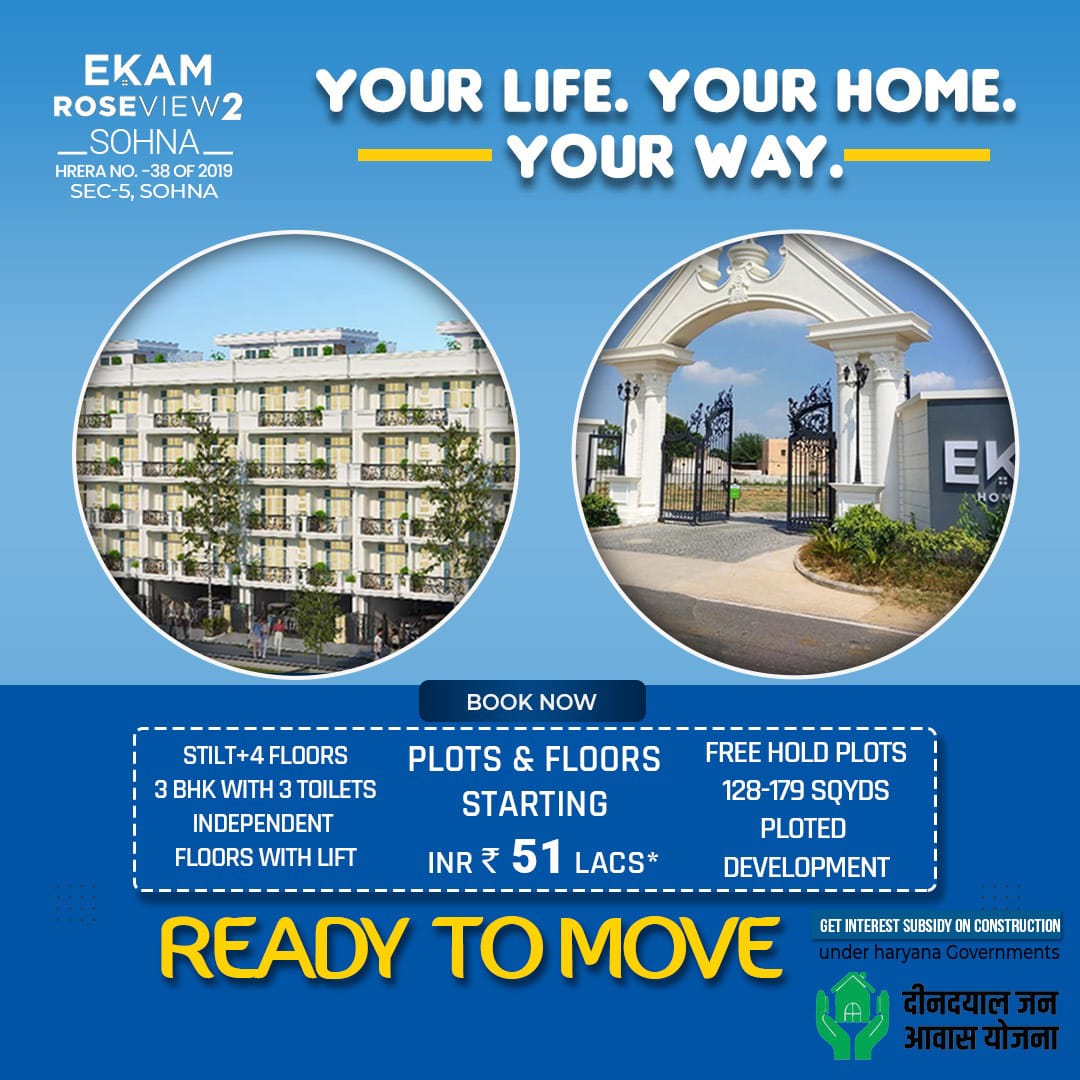 EKAM
ROSEVIEW2
SOHNA
HRERA NO. -38 OF 2019
SEC-5, SOHNA
YOUR LIFE. YOUR HOME.
YOUR WAY.
EK
HOM
BOOK NOW
STILT+4 FLOORS
3 BHK WITH 3 TOILETS
INDEPENDENT
FLOORS WITH LIFT
PLOTS & FLOORS
STARTING
INR ₹ 51 LACS*
FREE HOLD PLOTS
128-179 SQYDS
PLOTED
DEVELOPMENT
READY TO MOVE
GET INTEREST SUBSIDY ON CONSTRUCTION
under haryana Governments
दीनदयाल जन
आवास योजना